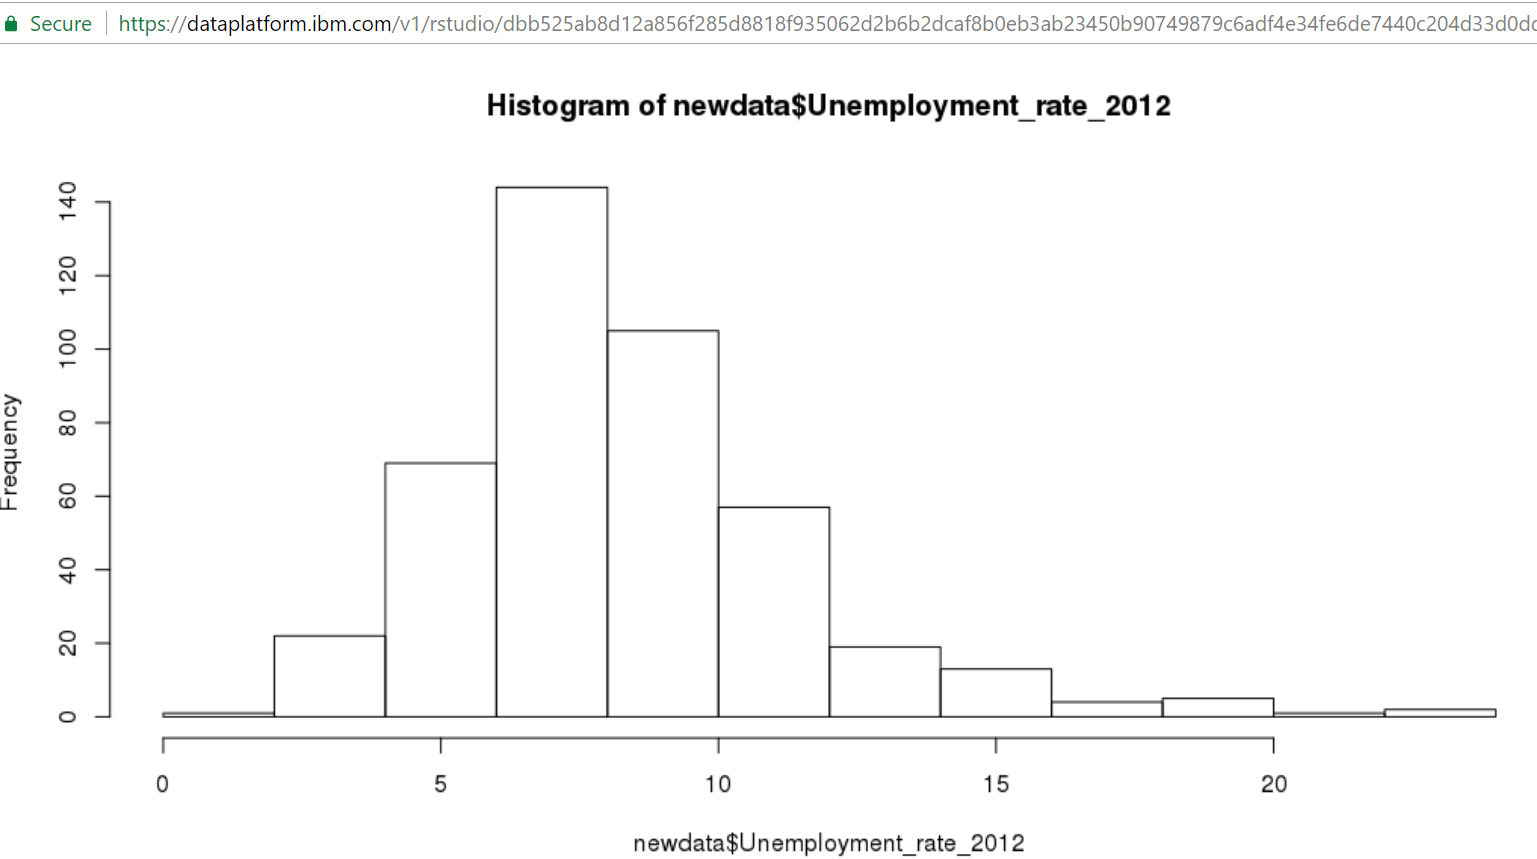 Secure https://dataplatform.ibm.com/v1/rstudio/dbb525ab8d12a856f285d8818f935062d2b6b2dcaf8b0eb3ab23450b90749879c6adf4e34fe6de7440c204d33d0d
Histogram of newdata$Unemployment_rate_2012
Frequency
140
120
100
80
60
40
20
0
0 5 10 15 20
newdata$Unemployment_rate_2012